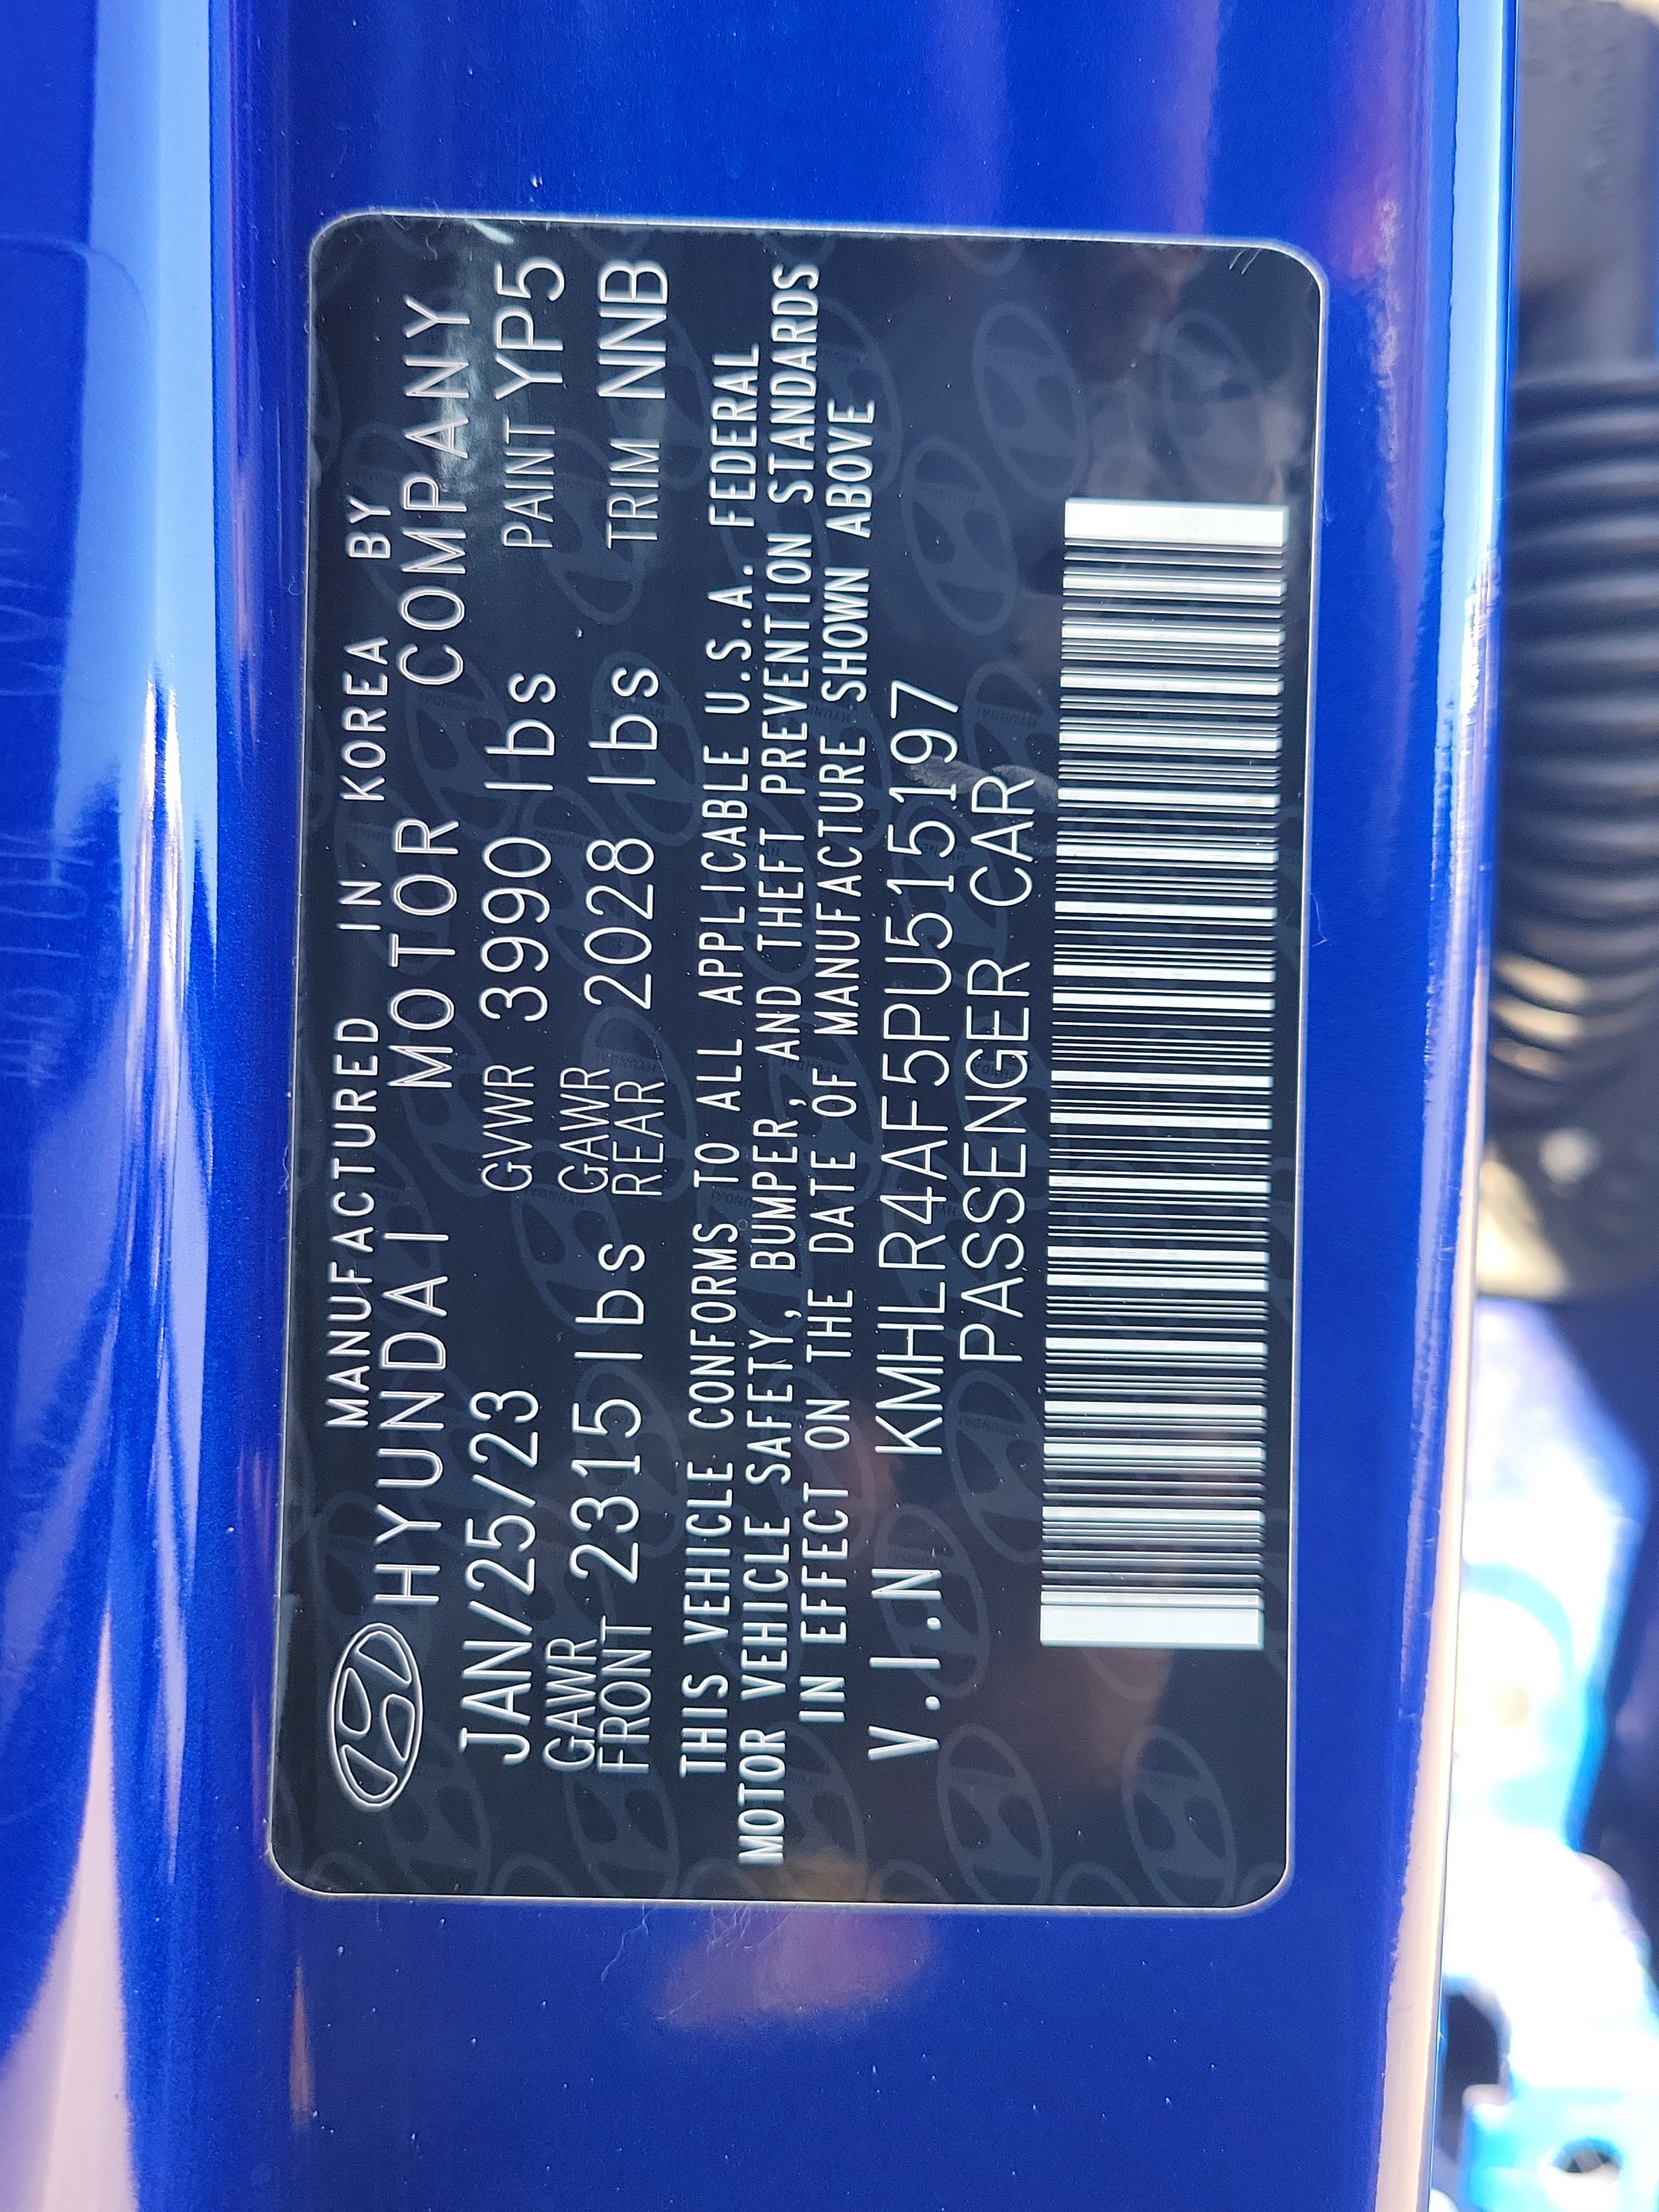 MANUFACTURED IN KOREA BY
HYUNDAI MOTOR COMPANY
JAN/25/23 GVWR 3990 lbs PAINT YP5
GAWR FRONT 2315 lbs GAWR REAR 2028 lbs TRIM NNB
THIS VEHICLE CONFORMS TO ALL APPLICABLE U.S.A. FEDERAL
MOTOR VEHICLE SAFETY, BUMPER, AND THEFT PREVENTION STANDARDS
IN EFFECT ON THE DATE OF MANUFACTURE SHOWN ABOVE
V.I.N KMHLR4AF5PU515197
PASSENGER CAR